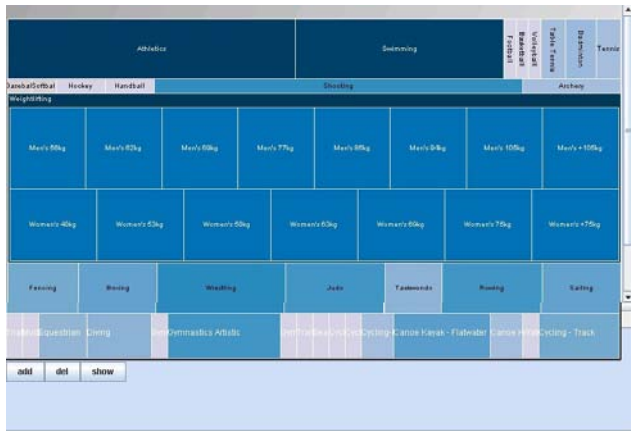 Athletics Swimming Football Basketball Volleyball Table Tennis Badminton Tennis
Baseball Softball Hockey Handball Shooting Archery
Weightlifting
Men's 56kg Men's 62kg Men's 69kg Men's 77kg Men's 85kg Men's 94kg Men's 105kg Men's +105kg
Women's 48kg Women's 53kg Women's 58kg Women's 63kg Women's 69kg Women's 75kg Women's +75kg
Fencing Boxing Wrestling Judo Taekwondo Rowing Sailing
Equestrian Diving Gymnastics Artistic Cycling- Canoe Kayak - Flatwater Canoe Cycling - Track
add del show